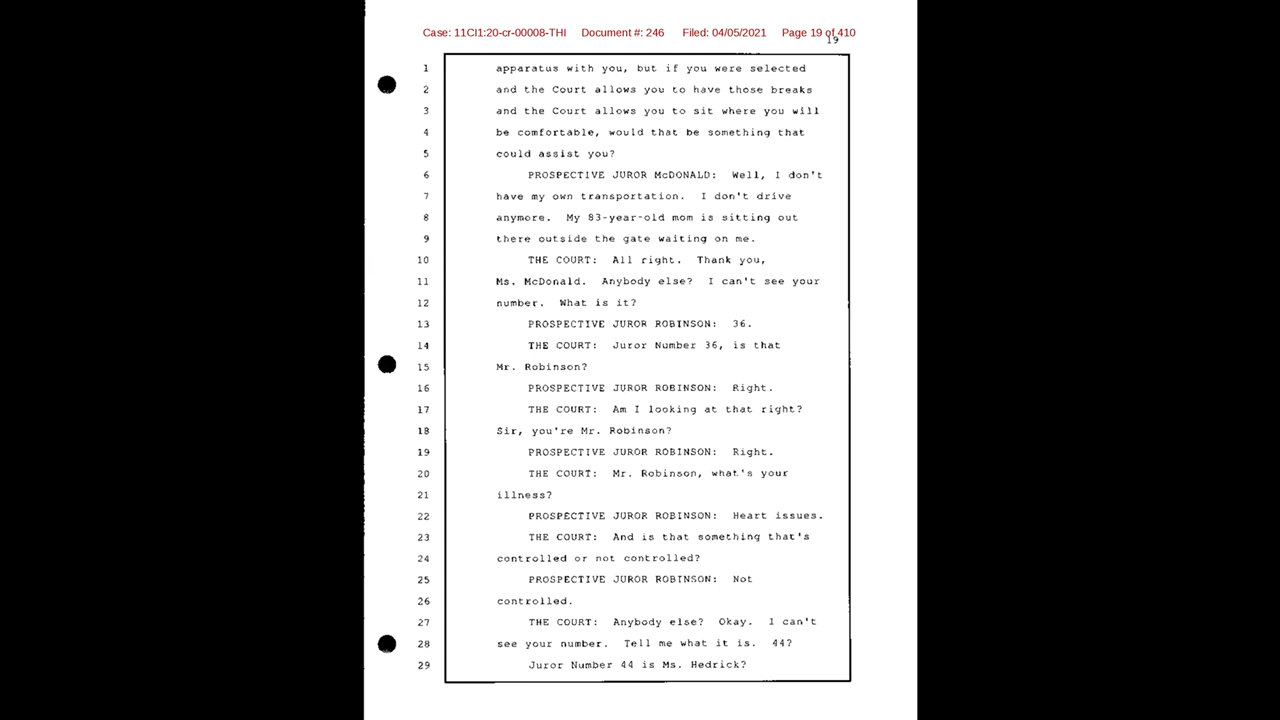 Case: 11CI1:20-cr-00008-THI Document #: 246 Filed: 04/05/2021 Page 19 of 410
19
1 apparatus with you, but if you were selected
2 and the Court allows you to have those breaks
3 and the Court allows you to sit where you will
4 be comfortable, would that be something that
5 could assist you?
6 PROSPECTIVE JUROR McDONALD: Well, I don't
7 have my own transportation. I don't drive
8 anymore. My 83-year-old mom is sitting out
9 there outside the gate waiting on me.
10 THE COURT: All right. Thank you,
11 Ms. McDonald. Anybody else? I can't see your
12 number. What is it?
13 PROSPECTIVE JUROR ROBINSON: 36.
14 THE COURT: Juror Number 36, is that
15 Mr. Robinson?
16 PROSPECTIVE JUROR ROBINSON: Right.
17 THE COURT: Am I looking at that right?
18 Sir, you're Mr. Robinson?
19 PROSPECTIVE JUROR ROBINSON: Right.
20 THE COURT: Mr. Robinson, what's your
21 illness?
22 PROSPECTIVE JUROR ROBINSON: Heart issues.
23 THE COURT: And is that something that's
24 controlled or not controlled?
25 PROSPECTIVE JUROR ROBINSON: Not
26 controlled.
27 THE COURT: Anybody else? Okay. I can't
28 see your number. Tell me what it is. 44?
29 Juror Number 44 is Ms. Hedrick?